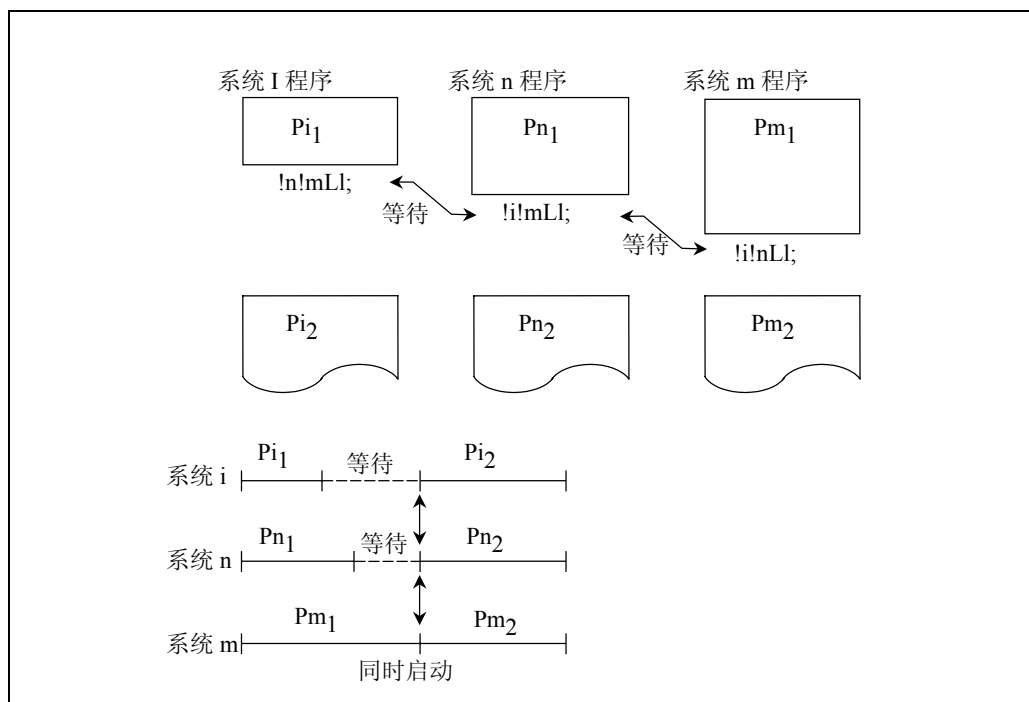 系统 I 程序 系统 n 程序 系统 m 程序
Pi1 Pn1 Pm1
!n!mLl;
等待
!i!mLl;
等待
!i!nLl;
Pi2 Pn2 Pm2
Pi1 等待 Pi2
系统 i
Pn1 等待 Pn2
系统 n
Pm1 Pm2
系统 m
同时启动